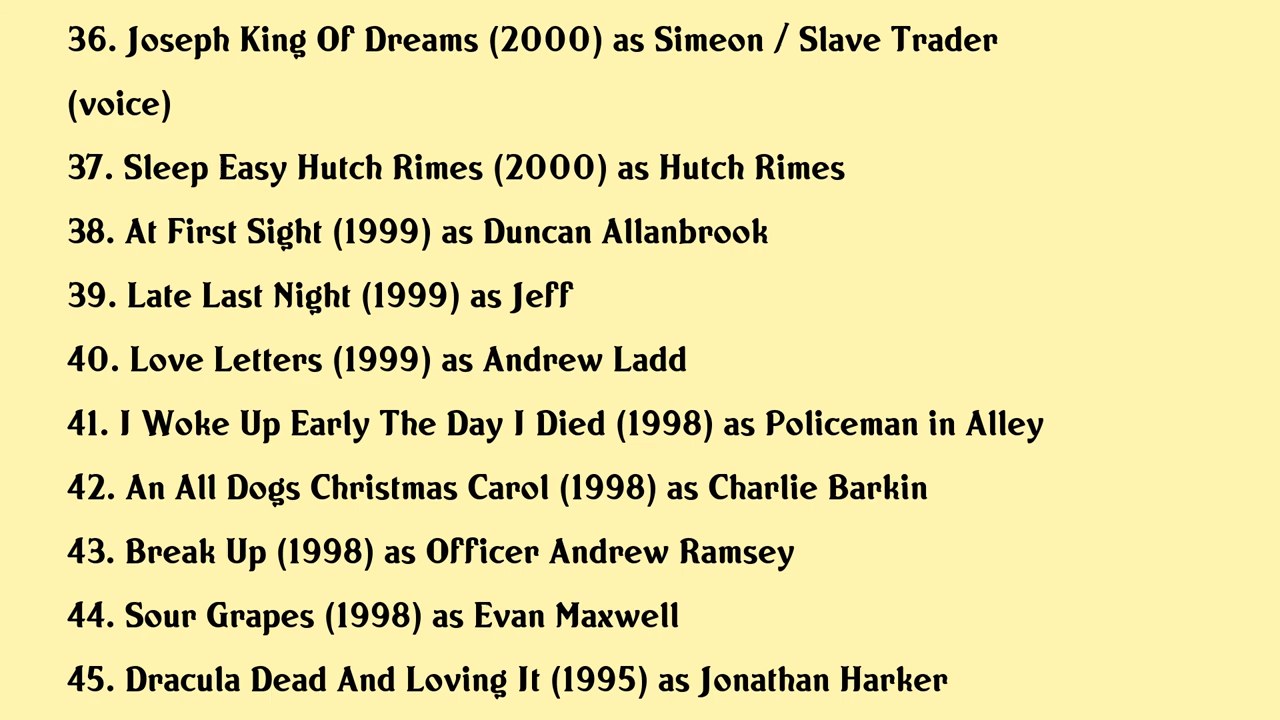 36. Joseph King Of Dreams (2000) as Simeon / Slave Trader
(voice)
37. Sleep Easy Hutch Rimes (2000) as Hutch Rimes
38. At First Sight (1999) as Duncan Allanbrook
39. Late Last Night (1999) as Jeff
40. Love Letters (1999) as Andrew Ladd
41. I Woke Up Early The Day I Died (1998) as Policeman in Alley
42. An All Dogs Christmas Carol (1998) as Charlie Barkin
43. Break Up (1998) as Officer Andrew Ramsey
44. Sour Grapes (1998) as Evan Maxwell
45. Dracula Dead And Loving It (1995) as Jonathan Harker